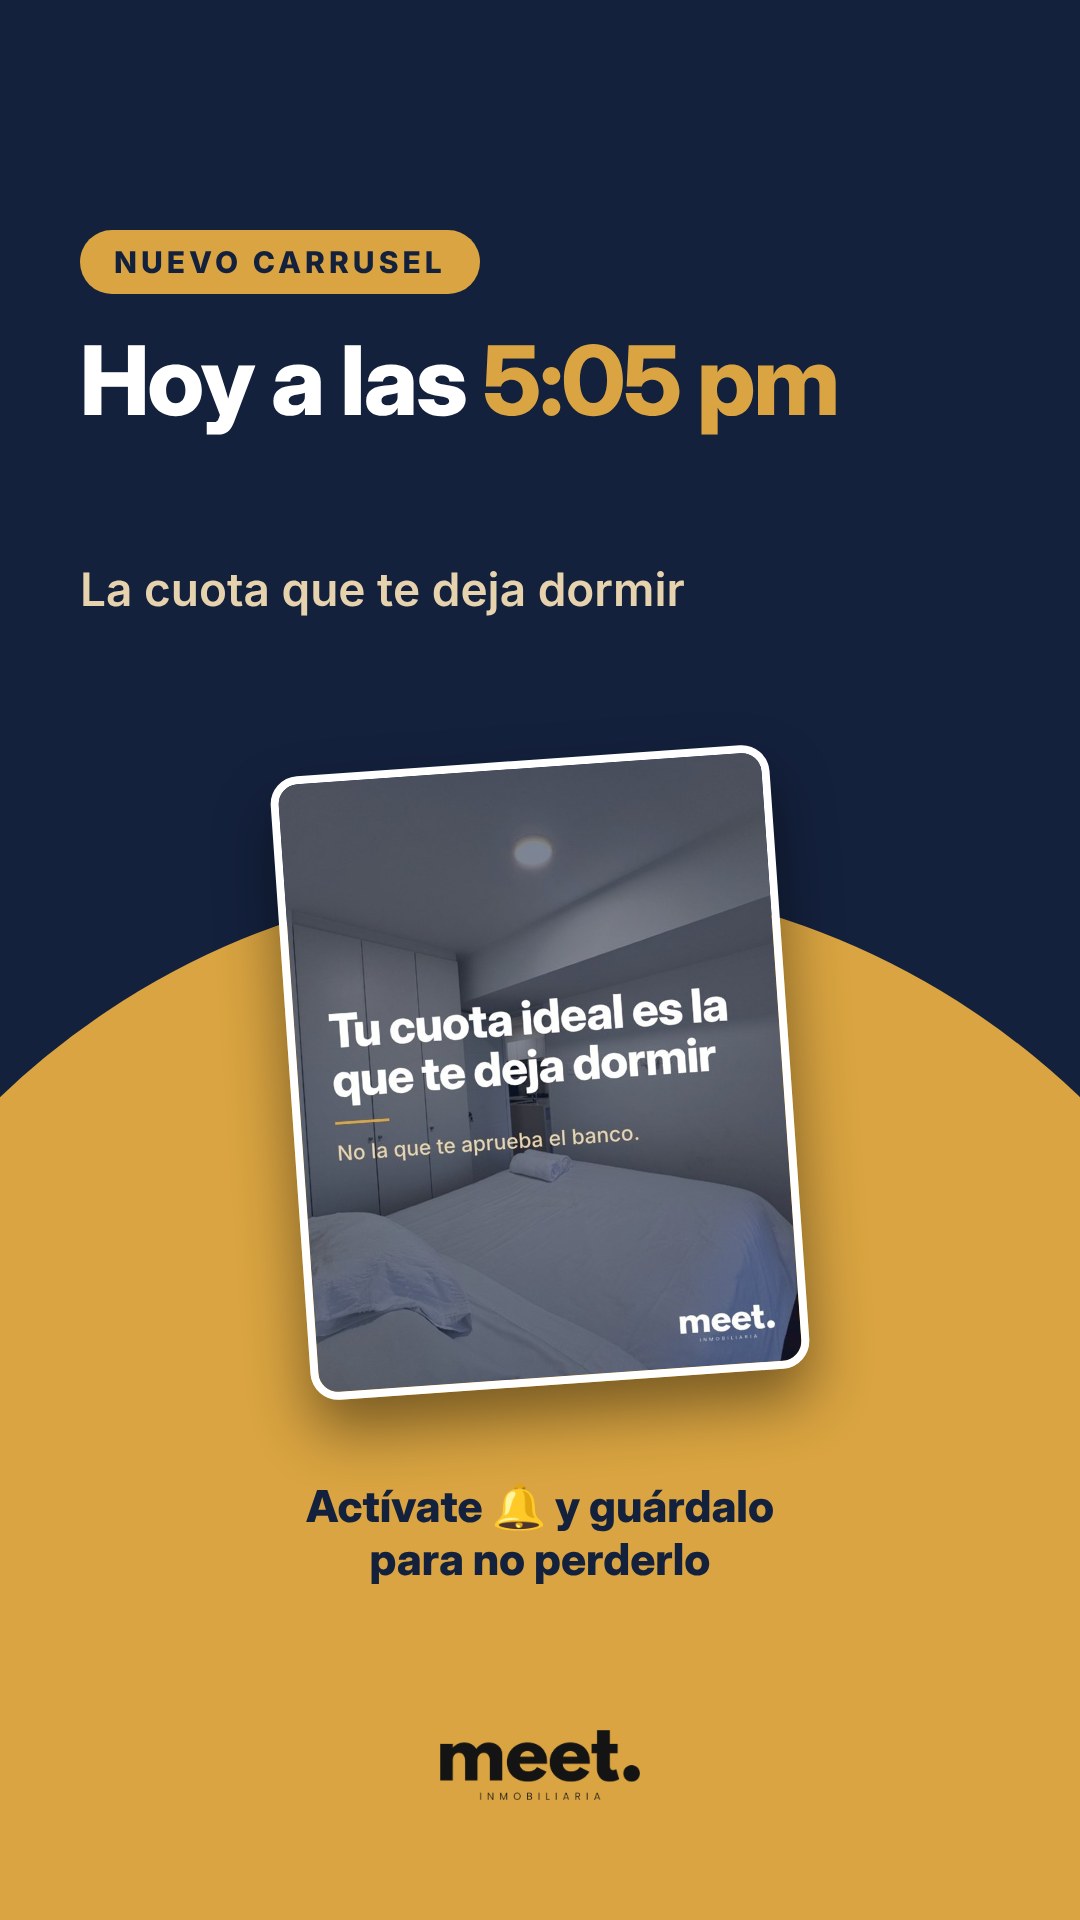 NUEVO CARRUSEL
Hoy a las 5:05 pm
La cuota que te deja dormir
Tu cuota ideal es la
que te deja dormir
No la que te aprueba el banco.
meet.
INMOBILIARIA
Actívate 🔔 y guárdalo
para no perderlo
meet.
INMOBILIARIA